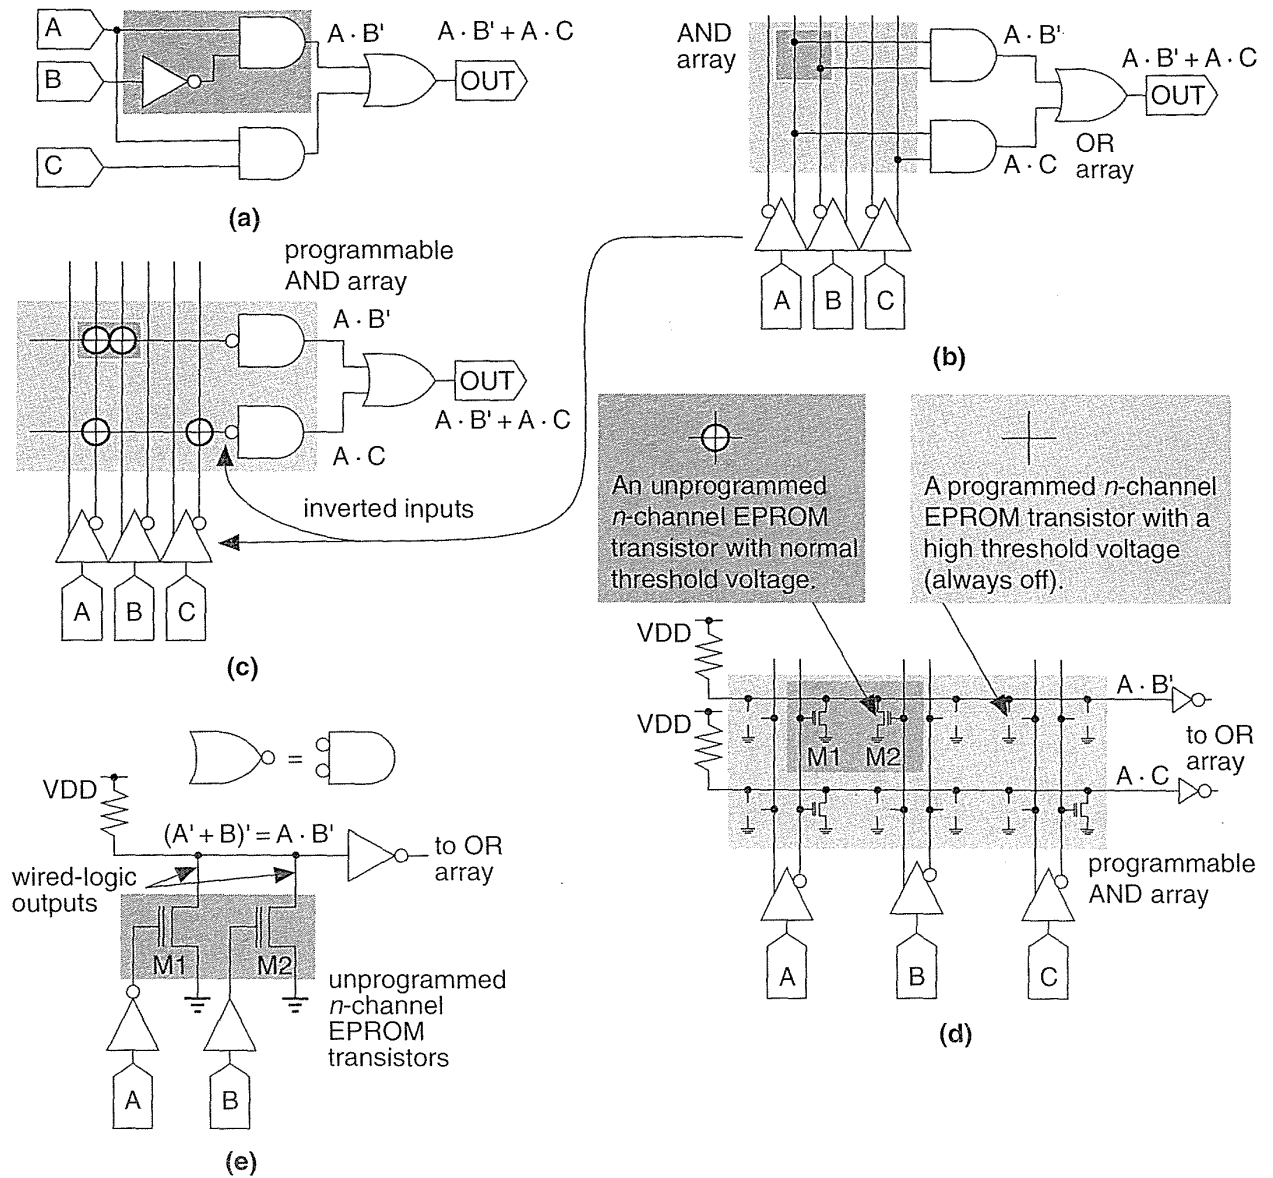 A
B
C
A · B'
A · B' + A · C
OUT
(a)
AND
array
A · B'
A · B' + A · C
OUT
A · C
OR
array
A
B
C
(b)
programmable
AND array
A · B'
OUT
A · B' + A · C
A · C
inverted inputs
A
B
C
(c)
An unprogrammed
n-channel EPROM
transistor with normal
threshold voltage.
A programmed n-channel
EPROM transistor with a
high threshold voltage
(always off).
VDD
VDD
M1
M2
A · B'
to OR
array
A · C
programmable
AND array
A
B
C
(d)
=
VDD
(A' + B)' = A · B'
to OR
array
wired-logic
outputs
M1
M2
unprogrammed
n-channel
EPROM
transistors
A
B
(e)